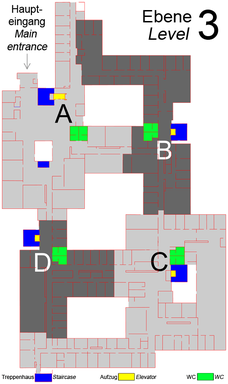 Haupt-
eingang
Main
entrance
Ebene
Level
3
A
B
C
D
Treppenhaus Staircase Aufzug Elevator WC WC